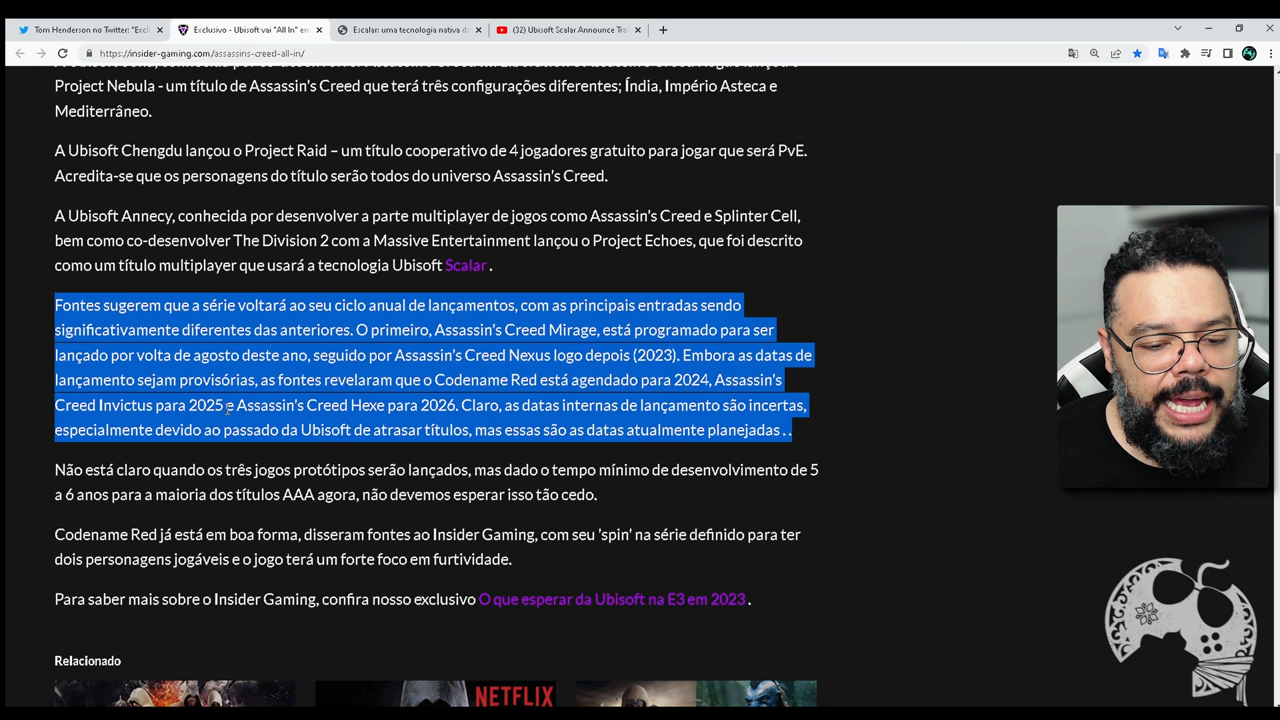 Tom Henderson no Twitter: "Excl
Exclusivo - Ubisoft vai "All In" em
Escalar: uma tecnologia nativa d
(32) Ubisoft Scalar Announce Tra
https://insider-gaming.com/assassins-creed-all-in/
Project Nebula - um título de Assassin's Creed que terá três configurações diferentes; Índia, Império Asteca e
Mediterrâneo.
A Ubisoft Chengdu lançou o Project Raid – um título cooperativo de 4 jogadores gratuito para jogar que será PvE.
Acredita-se que os personagens do título serão todos do universo Assassin's Creed.
A Ubisoft Annecy, conhecida por desenvolver a parte multiplayer de jogos como Assassin's Creed e Splinter Cell,
bem como co-desenvolver The Division 2 com a Massive Entertainment lançou o Project Echoes, que foi descrito
como um título multiplayer que usará a tecnologia Ubisoft Scalar .
Fontes sugerem que a série voltará ao seu ciclo anual de lançamentos, com as principais entradas sendo
significativamente diferentes das anteriores. O primeiro, Assassin's Creed Mirage, está programado para ser
lançado por volta de agosto deste ano, seguido por Assassin's Creed Nexus logo depois (2023). Embora as datas de
lançamento sejam provisórias, as fontes revelaram que o Codename Red está agendado para 2024, Assassin's
Creed Invictus para 2025 e Assassin's Creed Hexe para 2026. Claro, as datas internas de lançamento são incertas,
especialmente devido ao passado da Ubisoft de atrasar títulos, mas essas são as datas atualmente planejadas . .
Não está claro quando os três jogos protótipos serão lançados, mas dado o tempo mínimo de desenvolvimento de 5
a 6 anos para a maioria dos títulos AAA agora, não devemos esperar isso tão cedo.
Codename Red já está em boa forma, disseram fontes ao Insider Gaming, com seu 'spin' na série definido para ter
dois personagens jogáveis e o jogo terá um forte foco em furtividade.
Para saber mais sobre o Insider Gaming, confira nosso exclusivo O que esperar da Ubisoft na E3 em 2023 .
Relacionado
NETFLIX